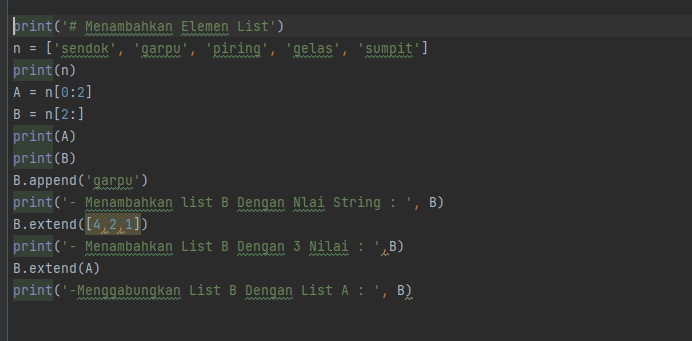 print('# Menambahkan Elemen List')
n = ['sendok', 'garpu', 'piring', 'gelas', 'sumpit']
print(n)
A = n[0:2]
B = n[2:]
print(A)
print(B)
B.append('garpu')
print('- Menambahkan list B Dengan Nlai String : ', B)
B.extend([4,2,1])
print('- Menambahkan List B Dengan 3 Nilai : ',B)
B.extend(A)
print('-Menggabungkan List B Dengan List A : ', B)